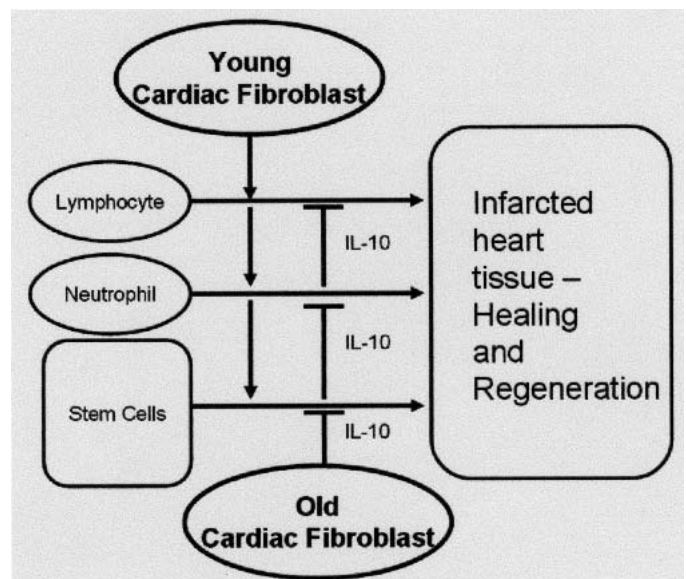 Young
Cardiac Fibroblast
Lymphocyte
IL-10
Neutrophil
IL-10
Stem Cells
IL-10
Infarcted
heart
tissue –
Healing
and
Regeneration
Old
Cardiac Fibroblast